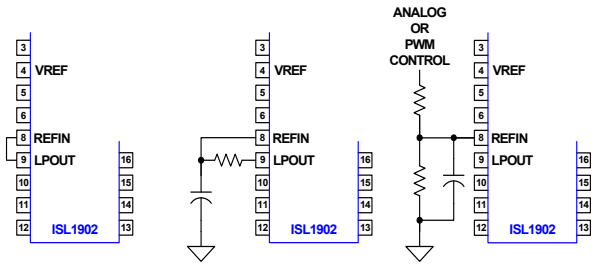 3
4 VREF
5
6
8 REFIN
9 LPOUT 16
10 15
11 14
12 ISL1902 13
3
4 VREF
5
6
8 REFIN
9 LPOUT 16
10 15
11 14
12 ISL1902 13
ANALOG
OR
PWM
CONTROL
3
4 VREF
5
6
8 REFIN
9 LPOUT 16
10 15
11 14
12 ISL1902 13